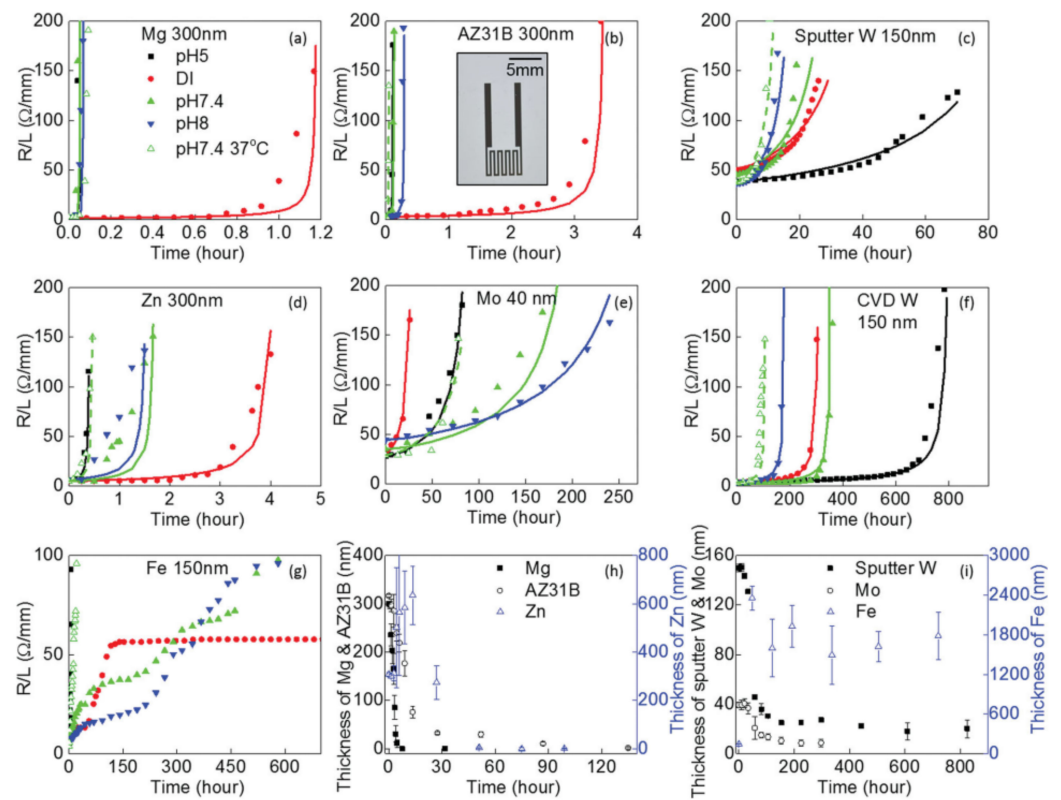 Mg 300nm (a)
pH5
DI
pH7.4
pH8
pH7.4 37°C
R/L (Ω/mm)
0 50 100 150 200
0.0 0.2 0.4 0.6 0.8 1.0 1.2
Time (hour)
AZ31B 300nm
(b)
5mm
R/L (Ω/mm)
0 50 100 150 200
0 1 2 3 4
Time (hour)
(c)
Sputter W 150nm
R/L (Ω/mm)
0 50 100 150 200
0 20 40 60 80
Time (hour)
Zn 300nm (d)
R/L (Ω/mm)
0 50 100 150 200
0 1 2 3 4 5
Time (hour)
Mo 40 nm (e)
R/L (Ω/mm)
0 50 100 150 200
0 50 100 150 200 250
Time (hour)
CVD W (f)
150 nm
R/L (Ω/mm)
0 50 100 150 200
0 200 400 600 800
Time (hour)
Fe 150nm (g)
R/L (Ω/mm)
0 20 40 60 80 100
0 150 300 450 600
Time (hour)
Mg (h)
AZ31B
Zn
Thickness of Mg & AZ31B (nm)
0 100 200 300 400
Thickness of Zn (nm)
0 200 400 600 800
0 30 60 90 120
Time (hour)
Sputter W (i)
Mo
Fe
Thickness of sputter W & Mo (nm)
0 40 80 120 160
Thickness of Fe (nm)
0 600 1200 1800 2400 3000
0 200 400 600 800
Time (hour)